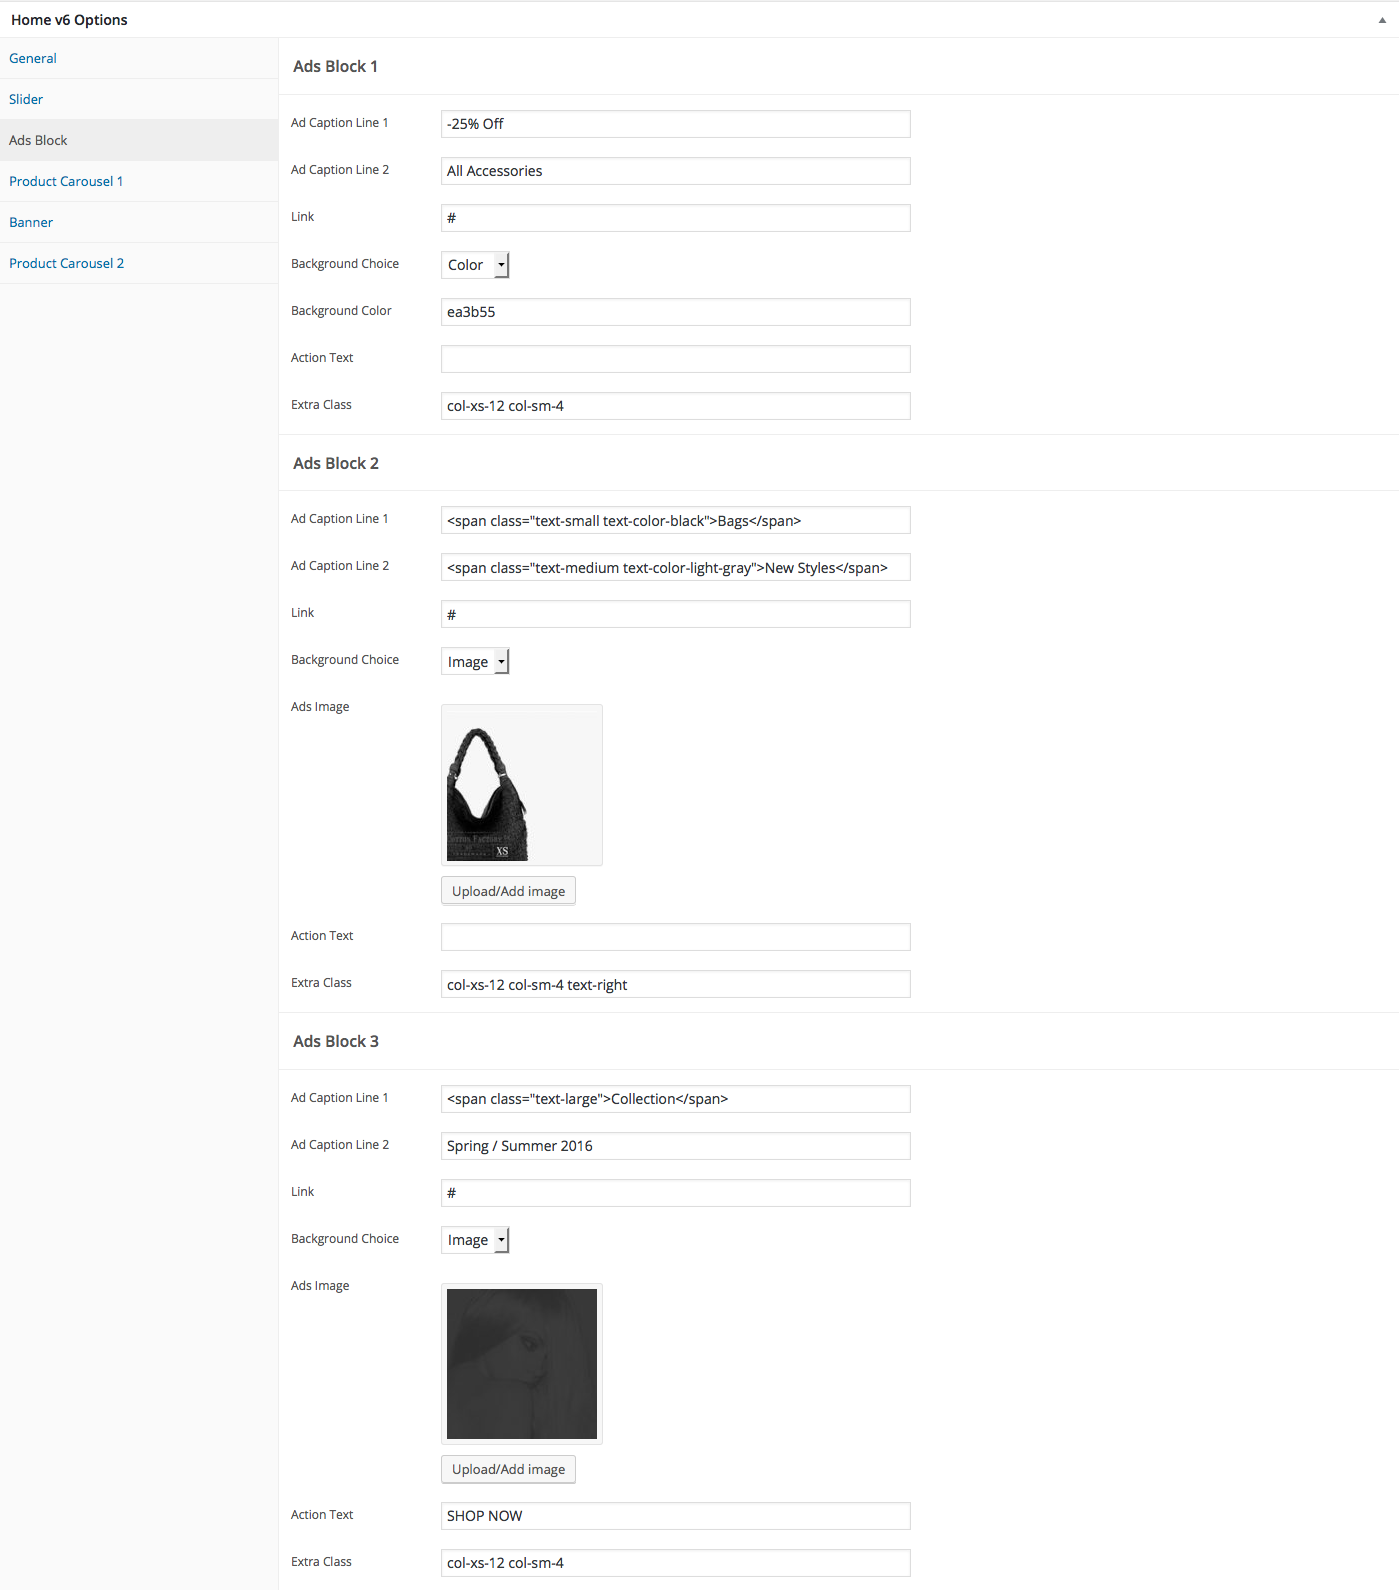 Home v6 Options
General
Slider
Ads Block
Product Carousel 1
Banner
Product Carousel 2
Ads Block 1
Ad Caption Line 1
-25% Off
Ad Caption Line 2
All Accessories
Link
#
Background Choice
Color
Background Color
ea3b55
Action Text
Extra Class
col-xs-12 col-sm-4
Ads Block 2
Ad Caption Line 1
<span class="text-small text-color-black">Bags</span>
Ad Caption Line 2
<span class="text-medium text-color-light-gray">New Styles</span>
Link
#
Background Choice
Image
Ads Image
XS
Upload/Add image
Action Text
Extra Class
col-xs-12 col-sm-4 text-right
Ads Block 3
Ad Caption Line 1
<span class="text-large">Collection</span>
Ad Caption Line 2
Spring / Summer 2016
Link
#
Background Choice
Image
Ads Image
Upload/Add image
Action Text
SHOP NOW
Extra Class
col-xs-12 col-sm-4